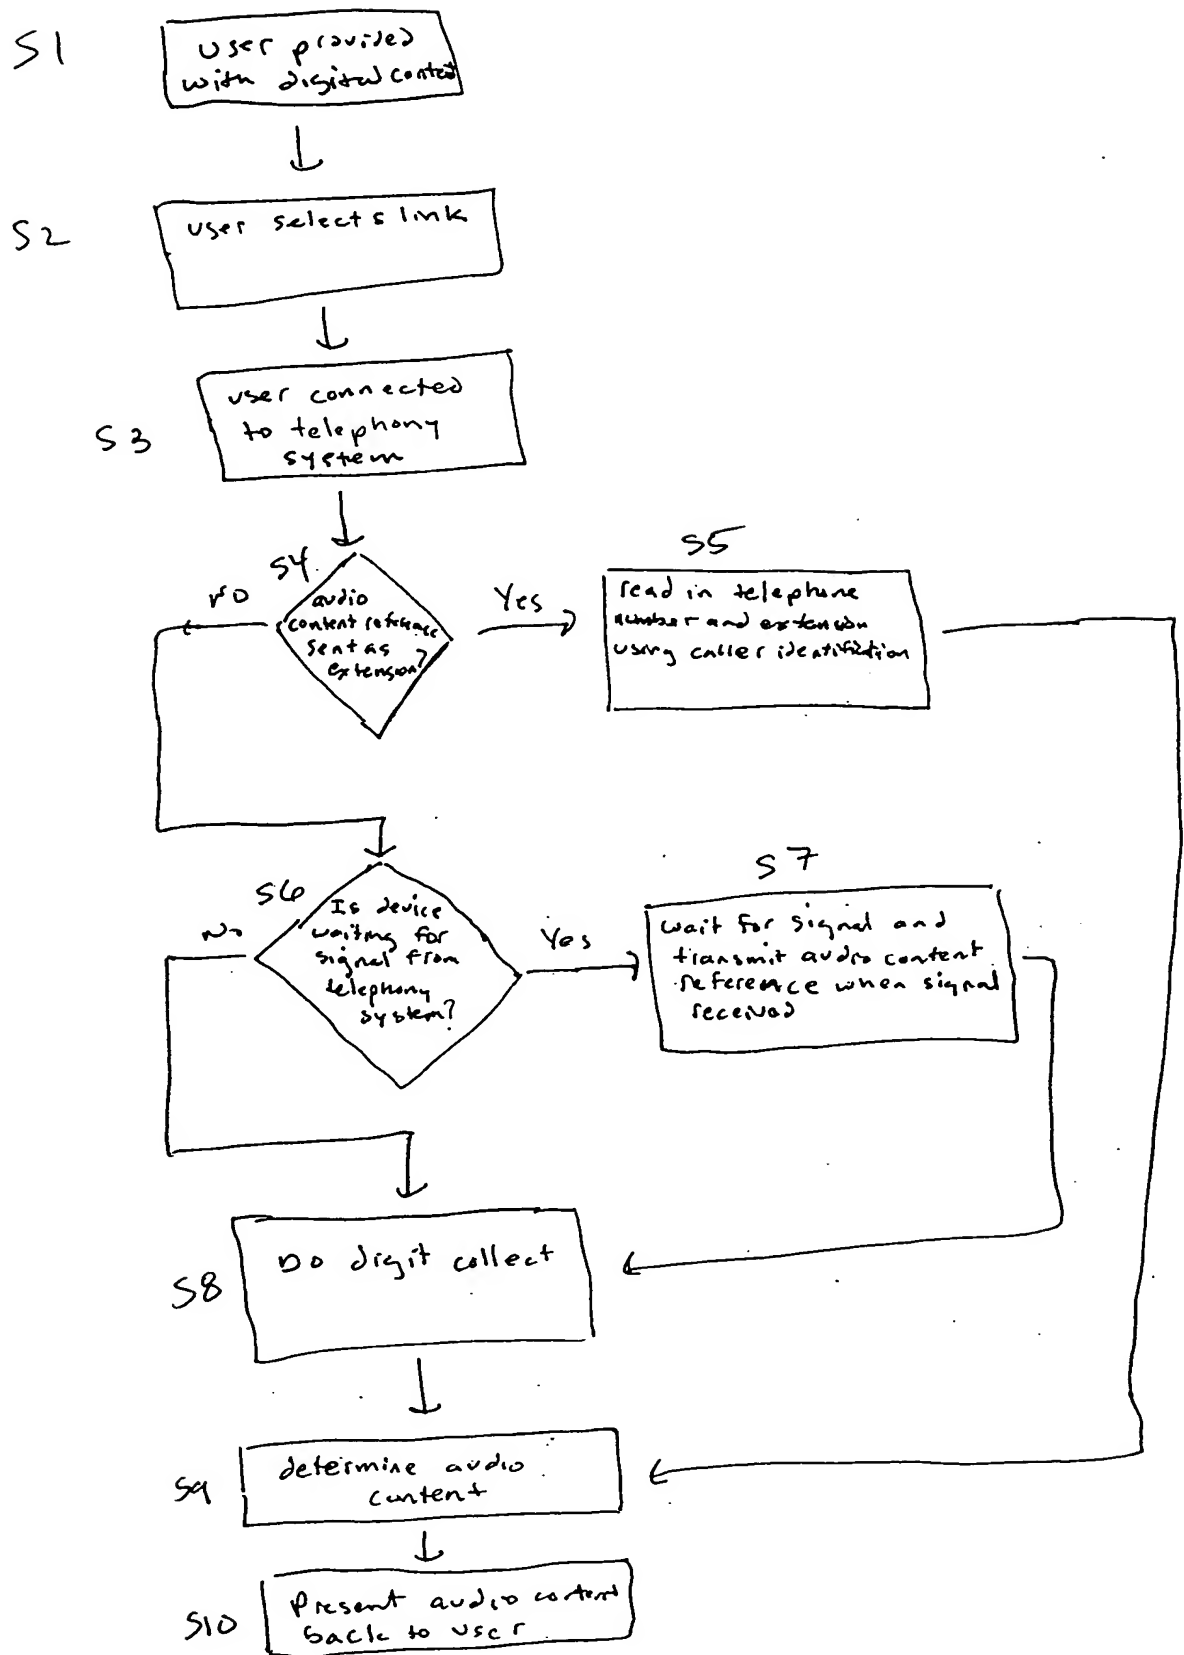 S1
User provided
with digital content
S2
user selects link
S3
user connected
to telephony
system
S4
audio
content reference
sent as
extension?
NO
Yes
S5
read in telephone
number and extension
using caller identification
S6
Is device
waiting for
signal from
telephony
system?
No
Yes
S7
wait for signal and
transmit audio content
reference when signal
received
S8
Do digit collect
S9
determine audio
content
S10
Present audio content
back to user